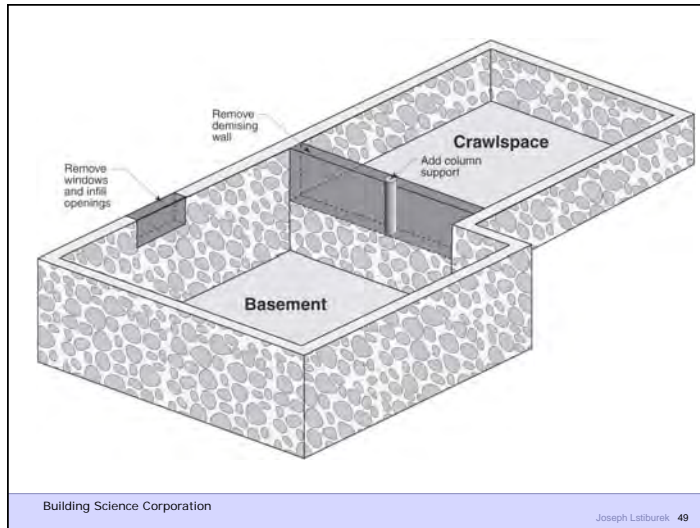 Remove
demising
wall
Crawlspace
Add column
support
Remove
windows
and infill
openings
Basement
Building Science Corporation
Joseph Lstiburek 49